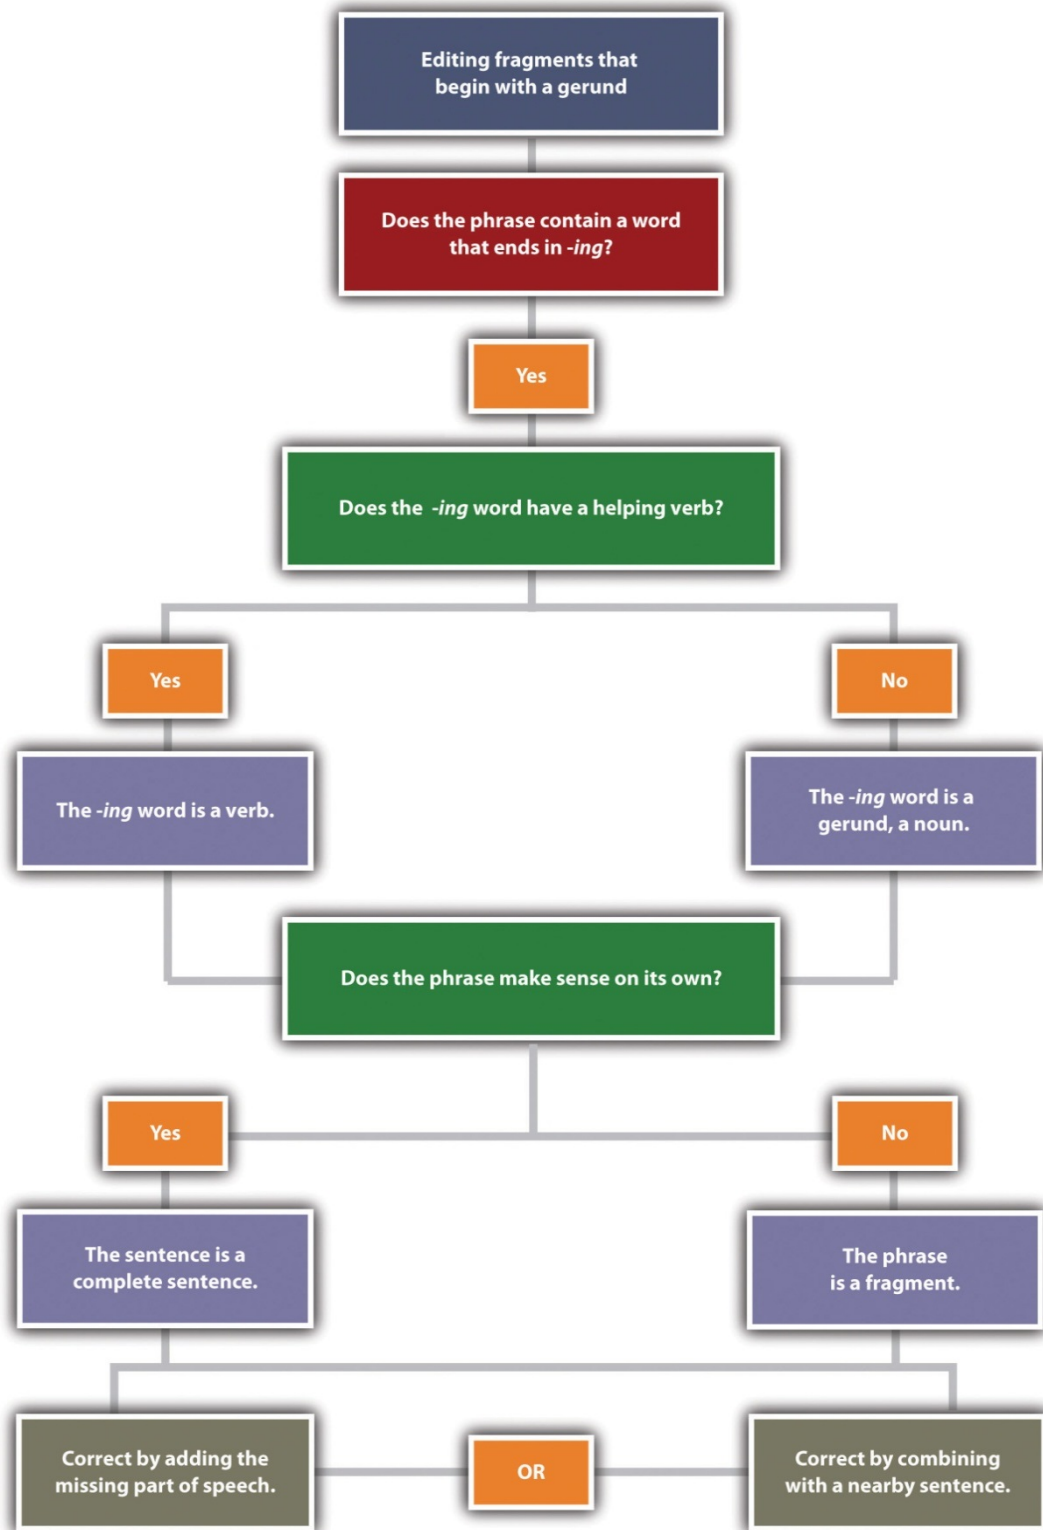 Editing fragments that
begin with a gerund
Does the phrase contain a word
that ends in -ing?
Yes
Does the -ing word have a helping verb?
Yes
No
The -ing word is a verb.
The -ing word is a
gerund, a noun.
Does the phrase make sense on its own?
Yes
No
The sentence is a
complete sentence.
The phrase
is a fragment.
Correct by adding the
missing part of speech.
OR
Correct by combining
with a nearby sentence.